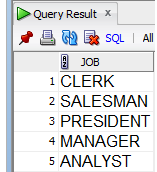 Query Result ×
SQL | All
JOB
1 CLERK
2 SALESMAN
3 PRESIDENT
4 MANAGER
5 ANALYST